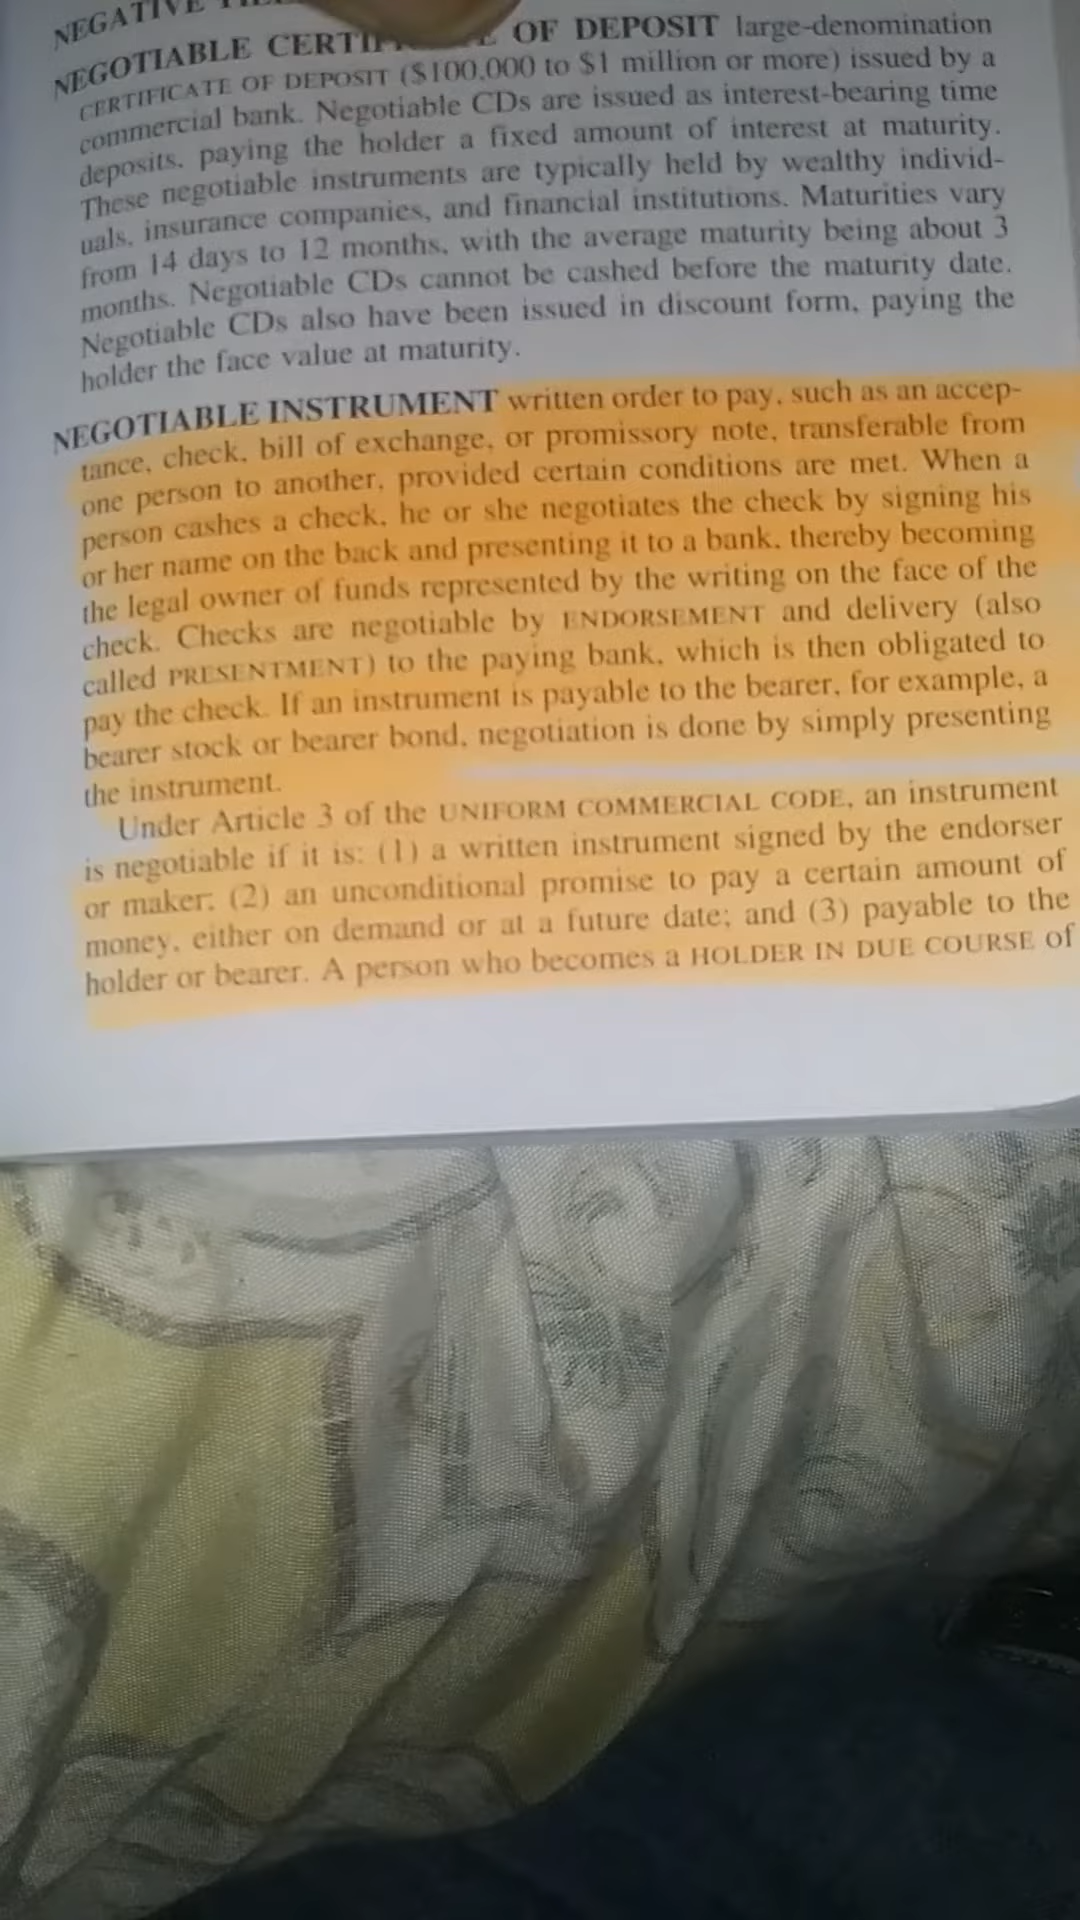 NEGATIVE
NEGOTIABLE OF DEPOSIT large-denomination
CERTIFICATE OF DEPOSIT ($100,000 to $1 million or more) issued by a
commercial bank. Negotiable CDs are issued as interest-bearing time
deposits, paying the holder a fixed amount of interest at maturity.
These negotiable instruments are typically held by wealthy individ-
uals, insurance companies, and financial institutions. Maturities vary
from 14 days to 12 months, with the average maturity being about 3
months. Negotiable CDs cannot be cashed before the maturity date.
Negotiable CDs also have been issued in discount form, paying the
holder the face value at maturity.
NEGOTIABLE INSTRUMENT written order to pay, such as an accep-
tance, check, bill of exchange, or promissory note, transferable from
one person to another, provided certain conditions are met. When a
person cashes a check, he or she negotiates the check by signing his
or her name on the back and presenting it to a bank, thereby becoming
the legal owner of funds represented by the writing on the face of the
check. Checks are negotiable by ENDORSEMENT and delivery (also
called PRESENTMENT) to the paying bank, which is then obligated to
pay the check. If an instrument is payable to the bearer, for example, a
bearer stock or bearer bond, negotiation is done by simply presenting
the instrument.
Under Article 3 of the UNIFORM COMMERCIAL CODE, an instrument
is negotiable if it is: (1) a written instrument signed by the endorser
or maker; (2) an unconditional promise to pay a certain amount of
money, either on demand or at a future date; and (3) payable to the
holder or bearer. A person who becomes a HOLDER IN DUE COURSE of